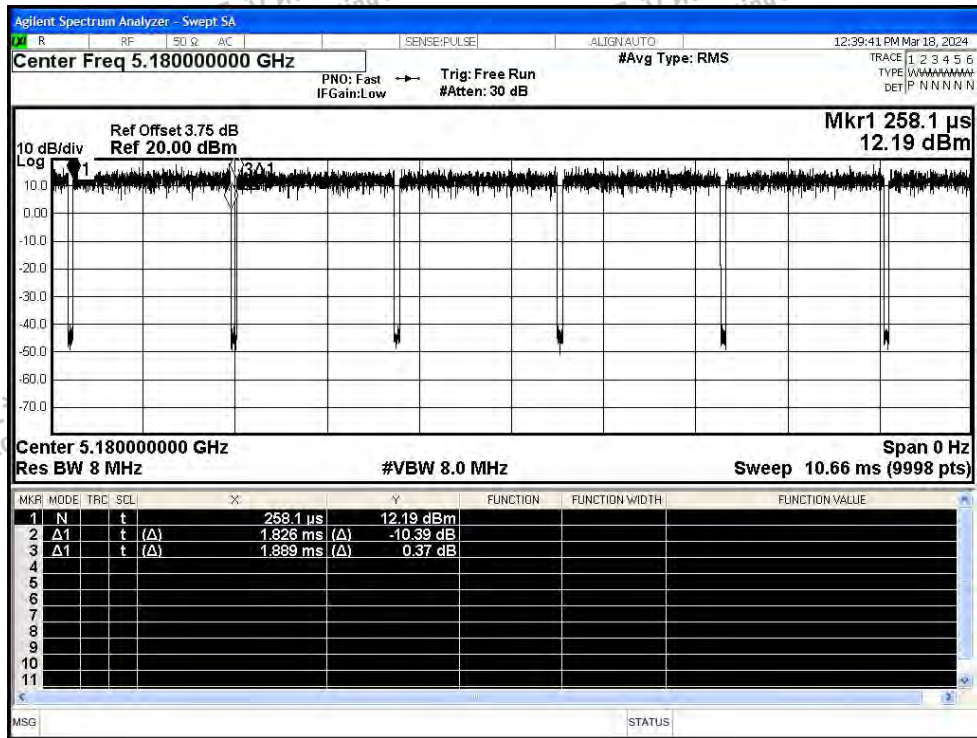 Agilent Spectrum Analyzer - Swept SA
LXI R RF 50 Ω AC SENSE:PULSE ALIGN AUTO 12:39:41 PM Mar 18, 2024
Center Freq 5.180000000 GHz
#Avg Type: RMS
TRACE 1 2 3 4 5 6
PNO: Fast Trig: Free Run
TYPE
IFGain:Low #Atten: 30 dB
DET P N N N N N
Mkr1 258.1 µs
Ref Offset 3.75 dB
10 dB/div Ref 20.00 dBm 12.19 dBm
Log
1 3Δ1
10.0
0.00
-10.0
-20.0
-30.0
-40.0
-50.0
-60.0
-70.0
Center 5.180000000 GHz Span 0 Hz
Res BW 8 MHz #VBW 8.0 MHz Sweep 10.66 ms (9998 pts)
MKR MODE TRC SCL X Y FUNCTION FUNCTION WIDTH FUNCTION VALUE
1 N t 258.1 µs 12.19 dBm
2 Δ1 t (Δ) 1.826 ms (Δ) -10.39 dB
3 Δ1 t (Δ) 1.889 ms (Δ) 0.37 dB
4
5
6
7
8
9
10
11
MSG STATUS